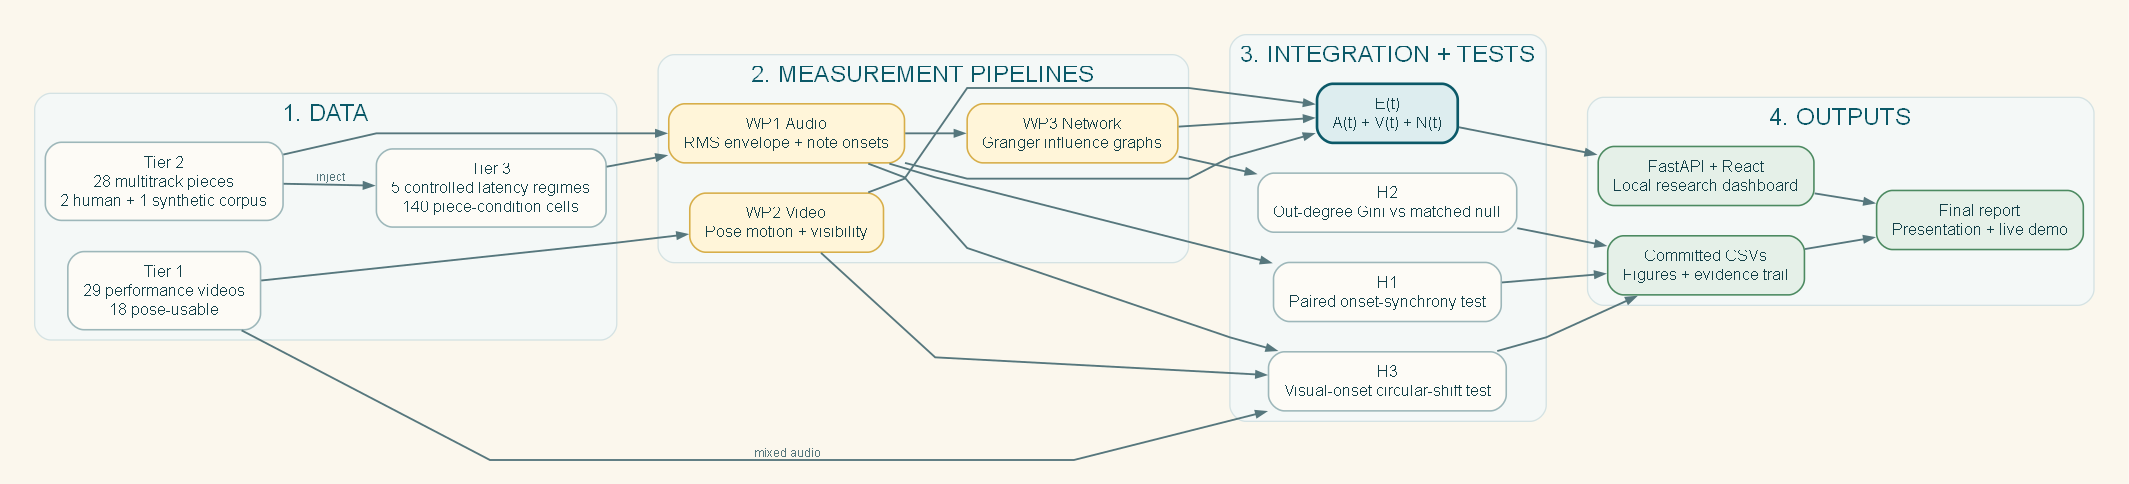 1. DATA
Tier 2
28 multitrack pieces
2 human + 1 synthetic corpus
inject
Tier 3
5 controlled latency regimes
140 piece-condition cells
Tier 1
29 performance videos
18 pose-usable
mixed audio
2. MEASUREMENT PIPELINES
WP1 Audio
RMS envelope + note onsets
WP3 Network
Granger influence graphs
WP2 Video
Pose motion + visibility
3. INTEGRATION + TESTS
E(t)
A(t) + V(t) + N(t)
H2
Out-degree Gini vs matched null
H1
Paired onset-synchrony test
H3
Visual-onset circular-shift test
4. OUTPUTS
FastAPI + React
Local research dashboard
Committed CSVs
Figures + evidence trail
Final report
Presentation + live demo